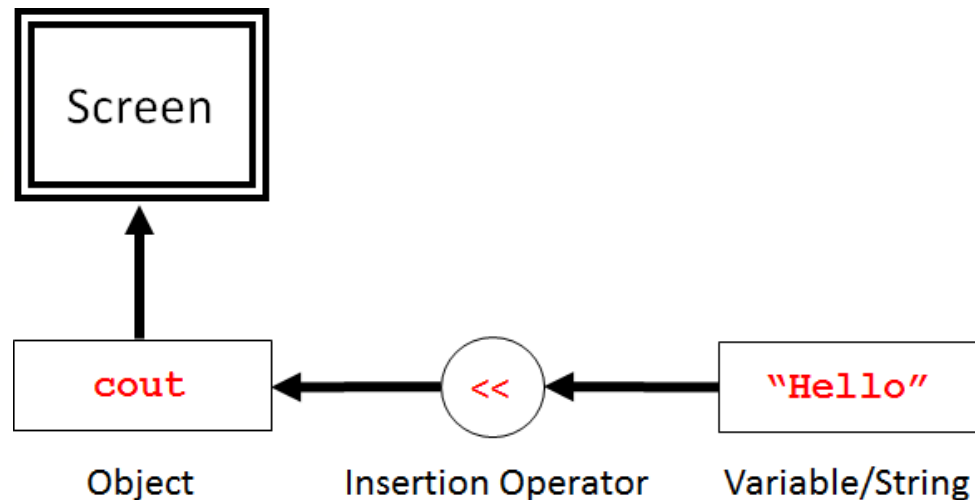 Screen
cout
<<
“Hello”
Object
Insertion Operator
Variable/String